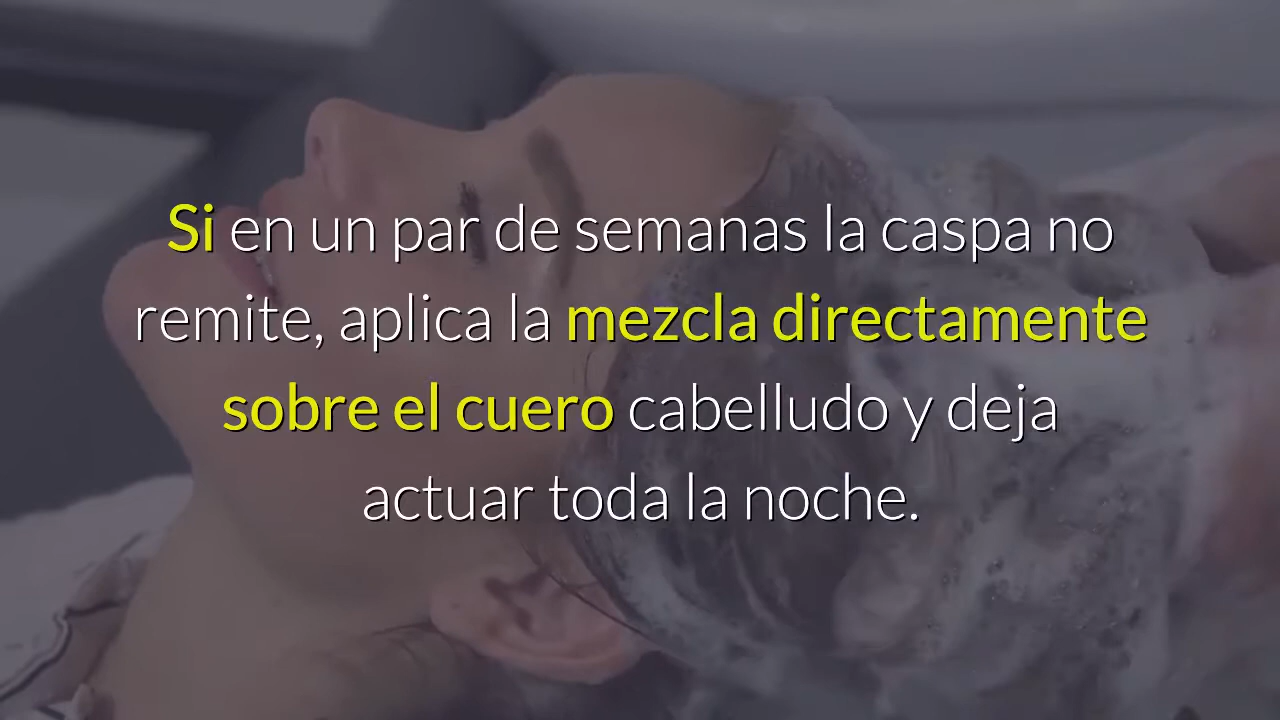 Si en un par de semanas la caspa no
remite, aplica la mezcla directamente
sobre el cuero cabelludo y deja
actuar toda la noche.